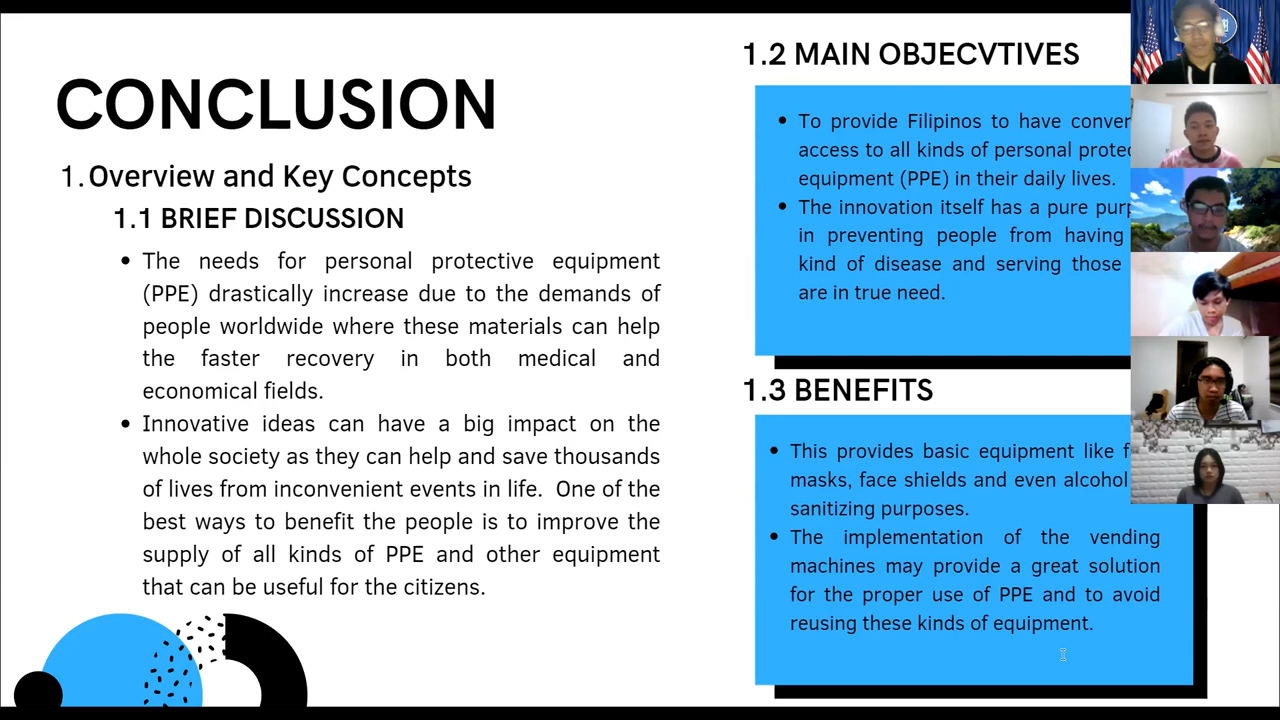 CONCLUSION
1. Overview and Key Concepts
1.1 BRIEF DISCUSSION
• The needs for personal protective equipment
(PPE) drastically increase due to the demands of
people worldwide where these materials can help
the faster recovery in both medical and
economical fields.
• Innovative ideas can have a big impact on the
whole society as they can help and save thousands
of lives from inconvenient events in life. One of the
best ways to benefit the people is to improve the
supply of all kinds of PPE and other equipment
that can be useful for the citizens.
1.2 MAIN OBJECVTIVES
• To provide Filipinos to have
access to all kinds of personal
equipment (PPE) in their daily lives.
• The innovation itself has a pure
in preventing people from having
kind of disease and serving those
are in true need.
1.3 BENEFITS
• This provides basic equipment like
masks, face shields and even alcohol
sanitizing purposes.
• The implementation of the vending
machines may provide a great solution
for the proper use of PPE and to avoid
reusing these kinds of equipment.